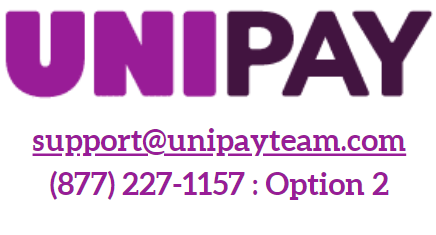 UNIPAY
support@unipayteam.com
(877) 227-1157 : Option 2